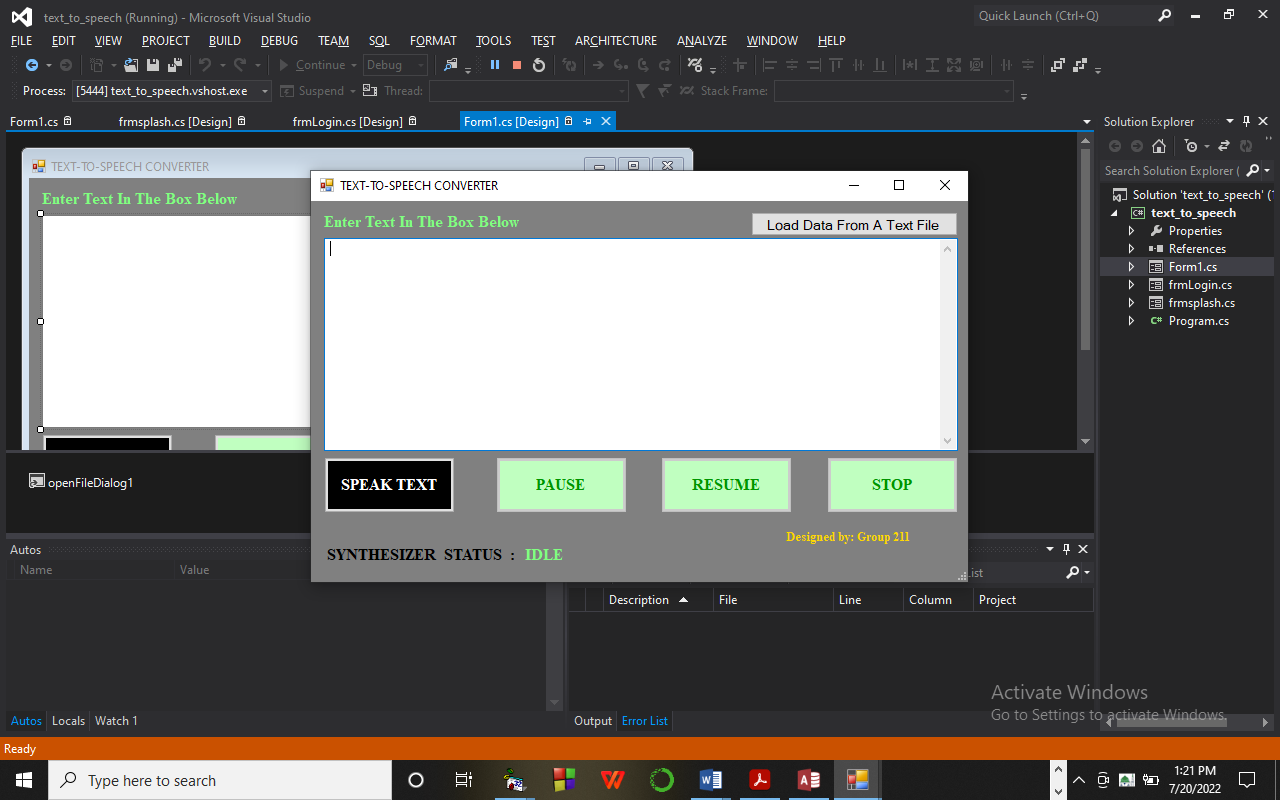 text_to_speech (Running) - Microsoft Visual Studio
Quick Launch (Ctrl+Q)
FILE EDIT VIEW PROJECT BUILD DEBUG TEAM SQL FORMAT TOOLS TEST ARCHITECTURE ANALYZE WINDOW HELP
Continue Debug
Process: [5444] text_to_speech.vshost.exe Suspend Thread: Stack Frame:
Form1.cs frmsplash.cs [Design] frmLogin.cs [Design] Form1.cs [Design]
Solution Explorer
Search Solution Explorer (
Solution 'text_to_speech' (
text_to_speech
Properties
References
Form1.cs
frmLogin.cs
frmsplash.cs
Program.cs
TEXT-TO-SPEECH CONVERTER
Enter Text In The Box Below
TEXT-TO-SPEECH CONVERTER
Enter Text In The Box Below
Load Data From A Text File
SPEAK TEXT PAUSE RESUME STOP
Designed by: Group 211
SYNTHESIZER STATUS : IDLE
openFileDialog1
Autos
Name Value
List
Description File Line Column Project
Autos Locals Watch 1
Output Error List
Activate Windows
Go to Settings to activate Windows.
Ready
Type here to search
1:21 PM
7/20/2022